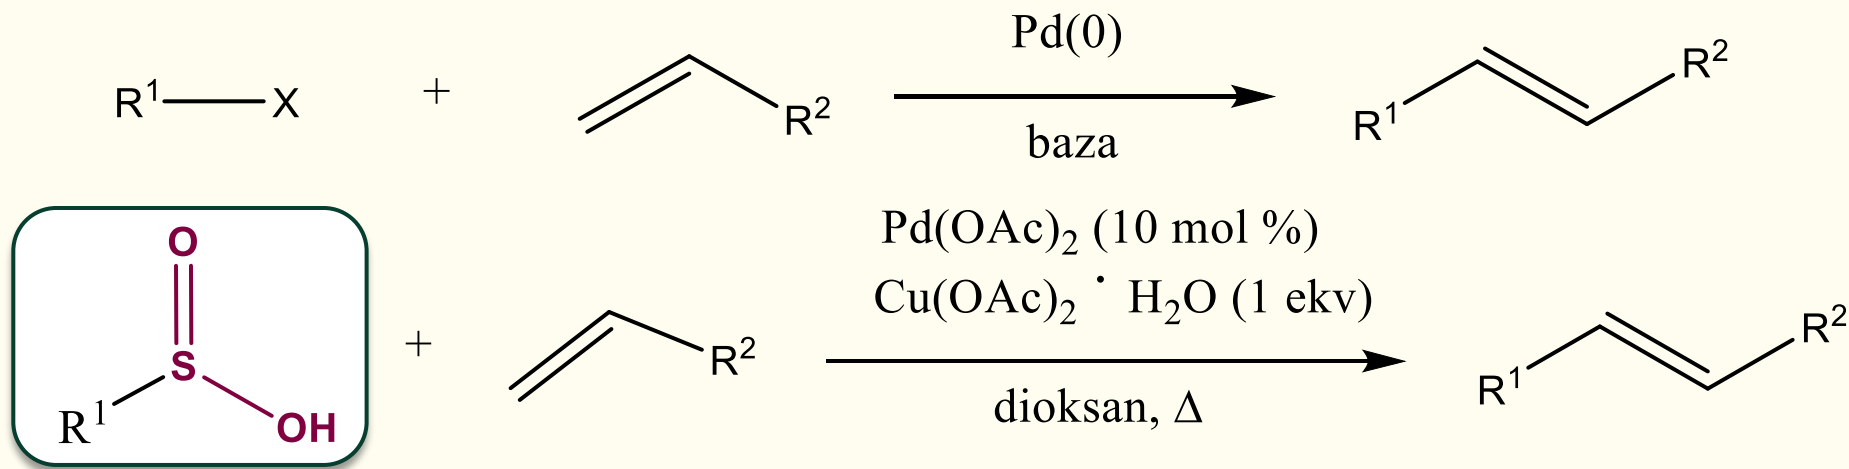 R¹—X + R² Pd(0) baza R¹ R²
O S R¹ OH + R² Pd(OAc)₂ (10 mol %)
Cu(OAc)₂ · H₂O (1 ekv)
dioksan, Δ
R¹ R²